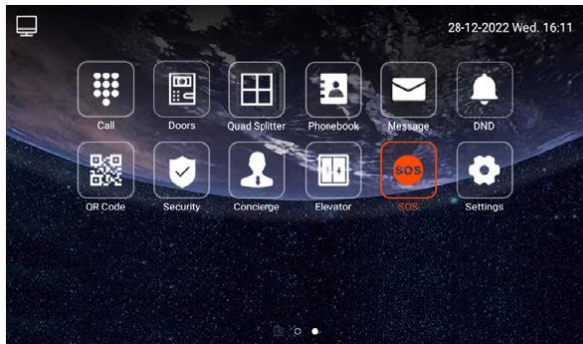 28-12-2022 Wed. 16:11
Call Doors Quad Splitter Phonebook Message DND
SOS
QR Code Security Concierge Elevator SOS Settings